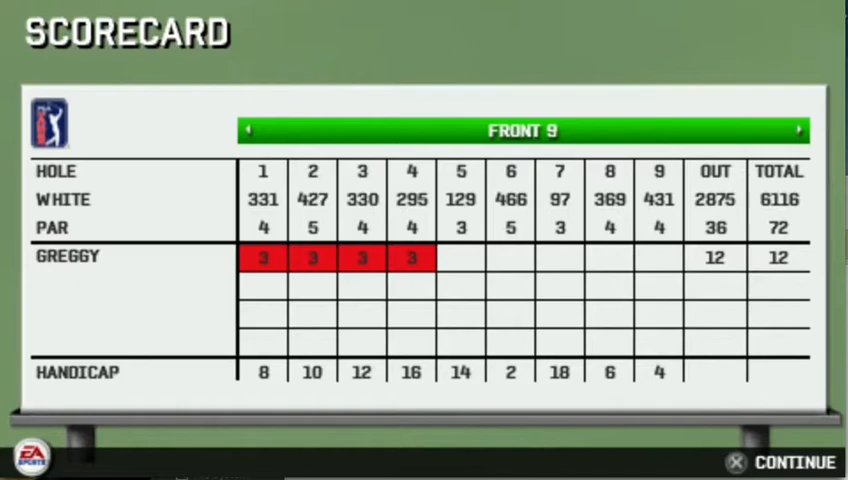 SCORECARD
FRONT 9
HOLE 1 2 3 4 5 6 7 8 9 OUT TOTAL
WHITE 331 427 330 295 129 466 97 369 431 2875 6116
PAR 4 5 4 4 3 5 3 4 4 36 72
GREGGY 3 3 3 3 12 12
HANDICAP 8 10 12 16 14 2 18 6 4
EA
SPORTS
CONTINUE